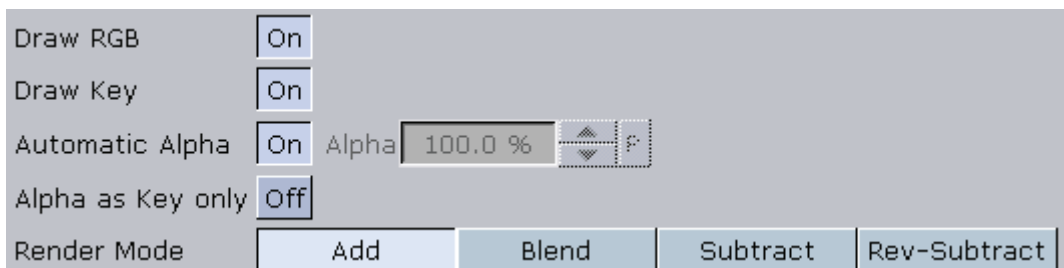 Draw RGB On
Draw Key On
Automatic Alpha On Alpha 100.0 % P
Alpha as Key only Off
Render Mode Add Blend Subtract Rev-Subtract